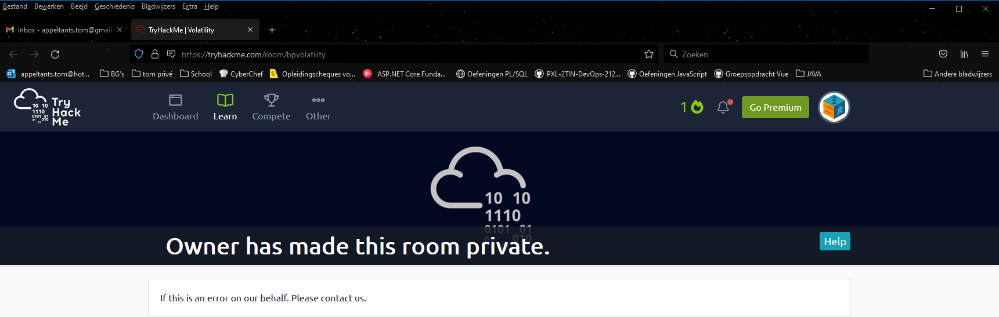 Bestand Bewerken Beeld Geschiedenis Bladwijzers Extra Help
Inbox - appeltants.tom@gmail. TryHackMe | Volatility
https://tryhackme.com/room/bpvolatility Zoeken
appeltants.tom@hot... BG's tom privé School CyberChef Opleidingscheques vo... ASP.NET Core Funda... Oefeningen PL/SQL PXL-2TIN-DevOps-212... Oefeningen JavaScript Groepsopdracht Vue JAVA Andere bladwijzers
Try
Hack
Me
10 10
1110
0101 01
01 010
Dashboard Learn Compete Other
1 Go Premium
10 10
1110
0101 01
01 010
Owner has made this room private.
Help
If this is an error on our behalf. Please contact us.